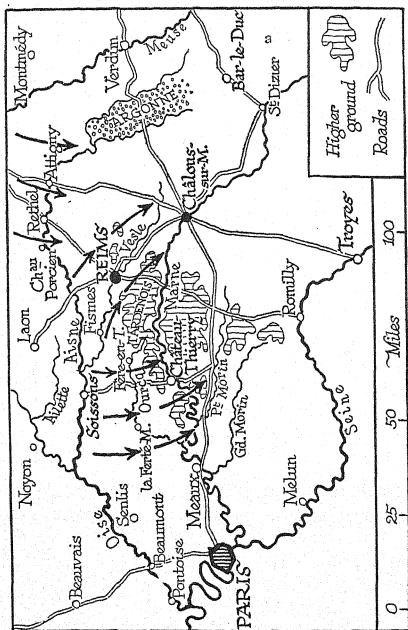 Montmédy
Noyon
Laon
Beauvais
Ailette
Aisne
Chau
Porcien
Rethel
Attigny
Verdun
Meuse
Oise
Senlis
Soissons
Fismes
REIMS
Vesle
ARGONNE
Beaumont
Pontoise
la Ferté-M.
Ourcq
Fère-en-T.
Château-
Thierry
Marne
Châlons-
sur-M.
Bar-le-Duc
St Dizier
Meaux
Pt Morin
PARIS
Gd. Morin
Melun
Seine
Romilly
Troyes
Higher
ground
Roads
0 25 50 Miles 100